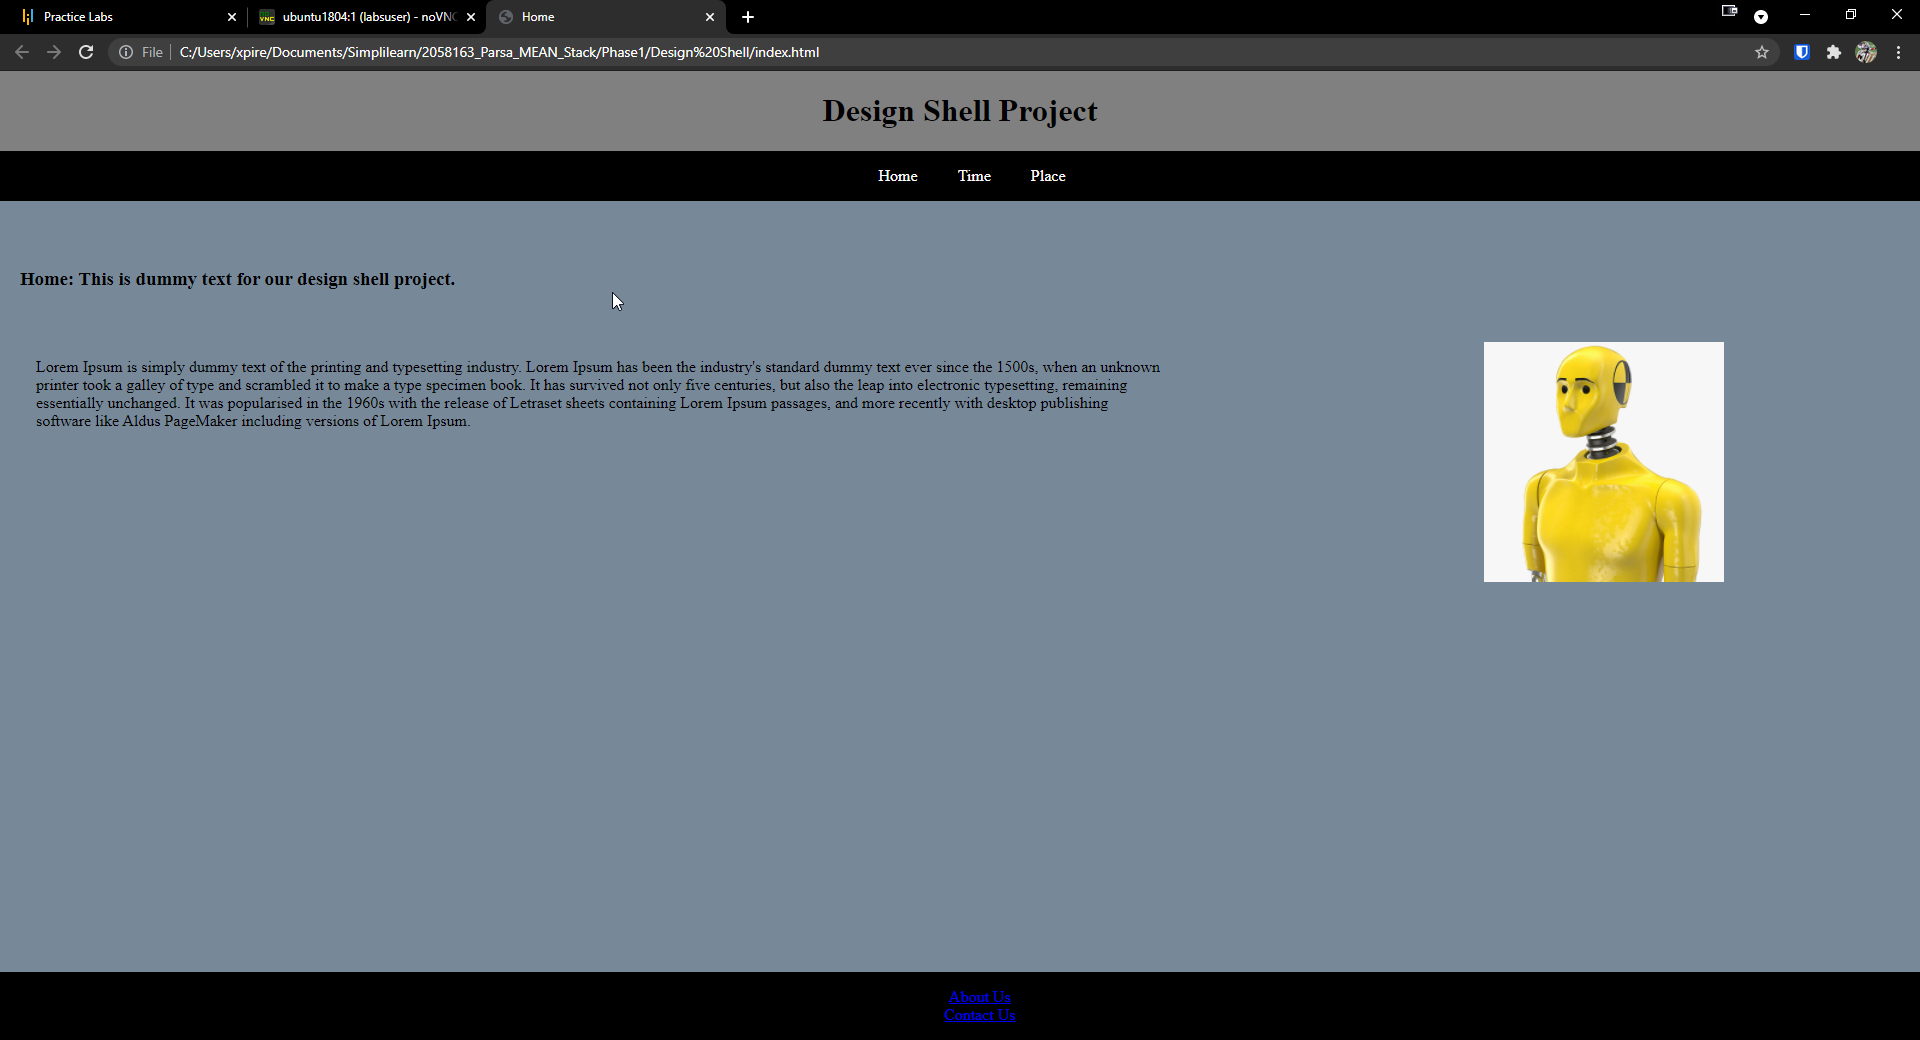 Practice Labs
ubuntu1804:1 (labsuser) - noVNC
Home
File
C:/Users/xpire/Documents/Simplilearn/2058163_Parsa_MEAN_Stack/Phase1/Design%20Shell/index.html
Design Shell Project
Home Time Place
Home: This is dummy text for our design shell project.
Lorem Ipsum is simply dummy text of the printing and typesetting industry. Lorem Ipsum has been the industry's standard dummy text ever since the 1500s, when an unknown
printer took a galley of type and scrambled it to make a type specimen book. It has survived not only five centuries, but also the leap into electronic typesetting, remaining
essentially unchanged. It was popularised in the 1960s with the release of Letraset sheets containing Lorem Ipsum passages, and more recently with desktop publishing
software like Aldus PageMaker including versions of Lorem Ipsum.
About Us
Contact Us